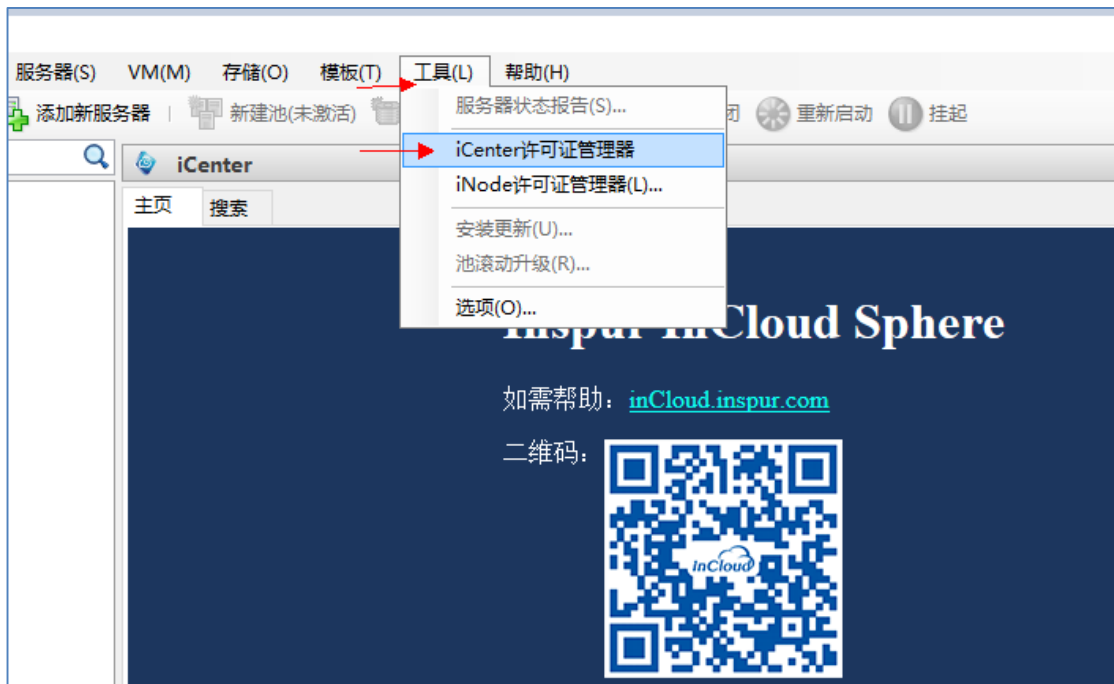 服务器(S) VM(M) 存储(O) 模板(T) 工具(L) 帮助(H)
添加新服务器 新建池(未激活) 闭 重新启动 挂起
服务器状态报告(S)...
iCenter许可证管理器
iNode许可证管理器(L)...
安装更新(U)...
池滚动升级(R)...
选项(O)...
iCenter
主页 搜索
Inspur InCloud Sphere
如需帮助：inCloud.inspur.com
二维码：
inCloud